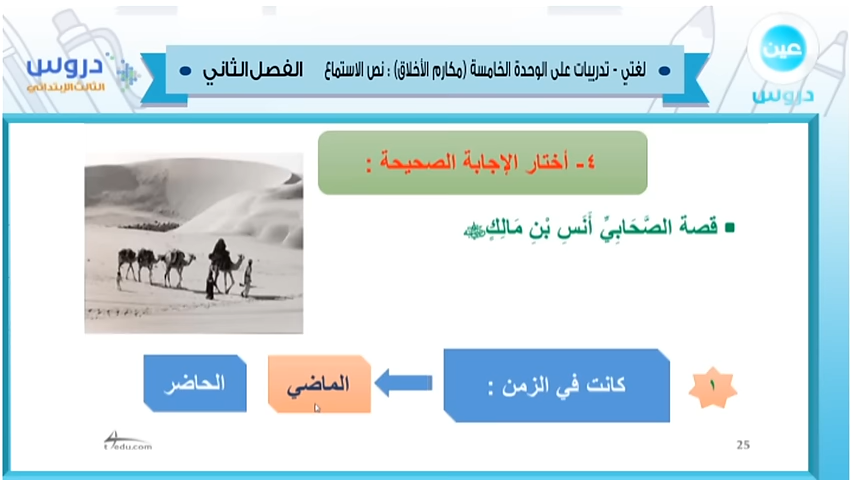 عين
دروس
لغتي - تدريبات على الوحدة الخامسة (مكارم الأخلاق) : نص الاستماع الفصل الثاني
دروس
الثالث الإبتدائي
٤- أختار الإجابة الصحيحة :
قصة الصَّحَابِيِّ أَنَسِ بْنِ مَالِكٍ
١
كانت في الزمن :
الماضي
الحاضر
t4edu.com
25